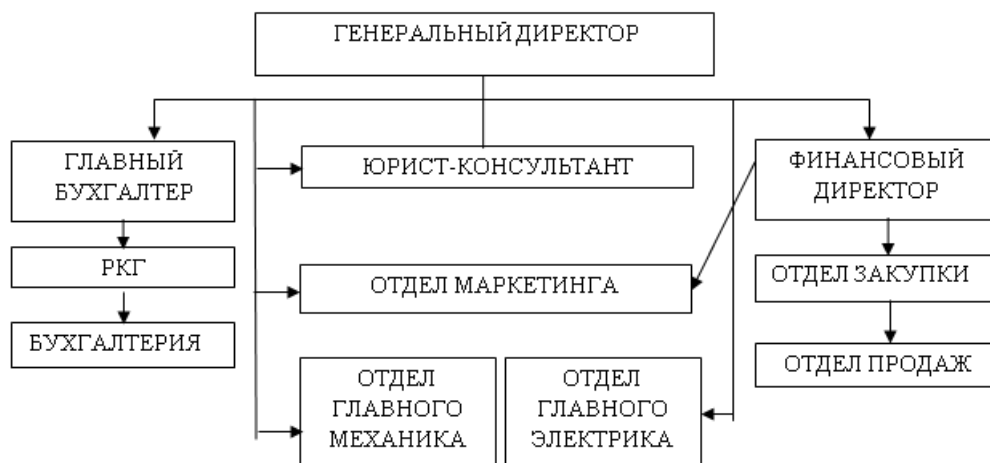 ГЕНЕРАЛЬНЫЙ ДИРЕКТОР
ГЛАВНЫЙ
БУХГАЛТЕР
ЮРИСТ-КОНСУЛЬТАНТ
ФИНАНСОВЫЙ
ДИРЕКТОР
РКГ
ОТДЕЛ МАРКЕТИНГА
ОТДЕЛ ЗАКУПКИ
БУХГАЛТЕРИЯ
ОТДЕЛ
ГЛАВНОГО
МЕХАНИКА
ОТДЕЛ
ГЛАВНОГО
ЭЛЕКТРИКА
ОТДЕЛ ПРОДАЖ